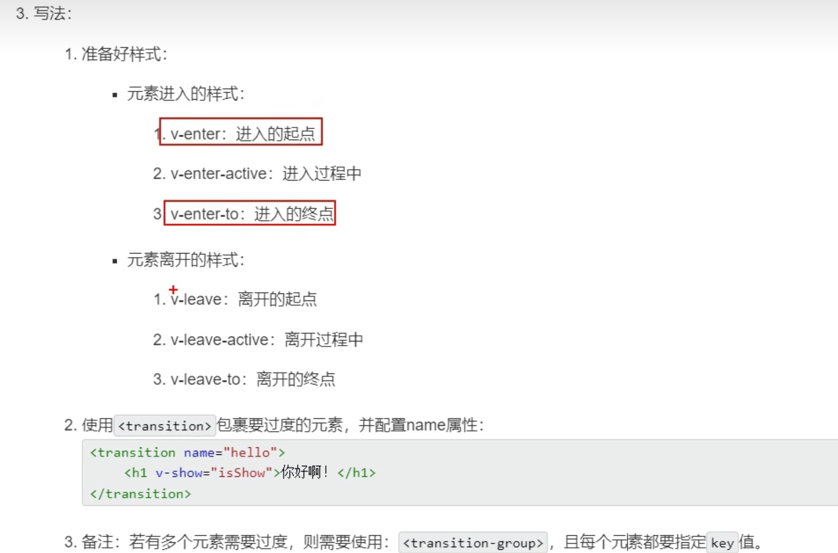 3. 写法：
1. 准备好样式：
▪ 元素进入的样式：
1. v-enter：进入的起点
2. v-enter-active：进入过程中
3 v-enter-to：进入的终点
▪ 元素离开的样式：
1. v-leave：离开的起点
2. v-leave-active：离开过程中
3. v-leave-to：离开的终点
2. 使用<transition>包裹要过度的元素，并配置name属性：
<transition name="hello">
    <h1 v-show="isShow">你好啊！</h1>
</transition>
3. 备注：若有多个元素需要过度，则需要使用：<transition-group>，且每个元素都要指定key值。